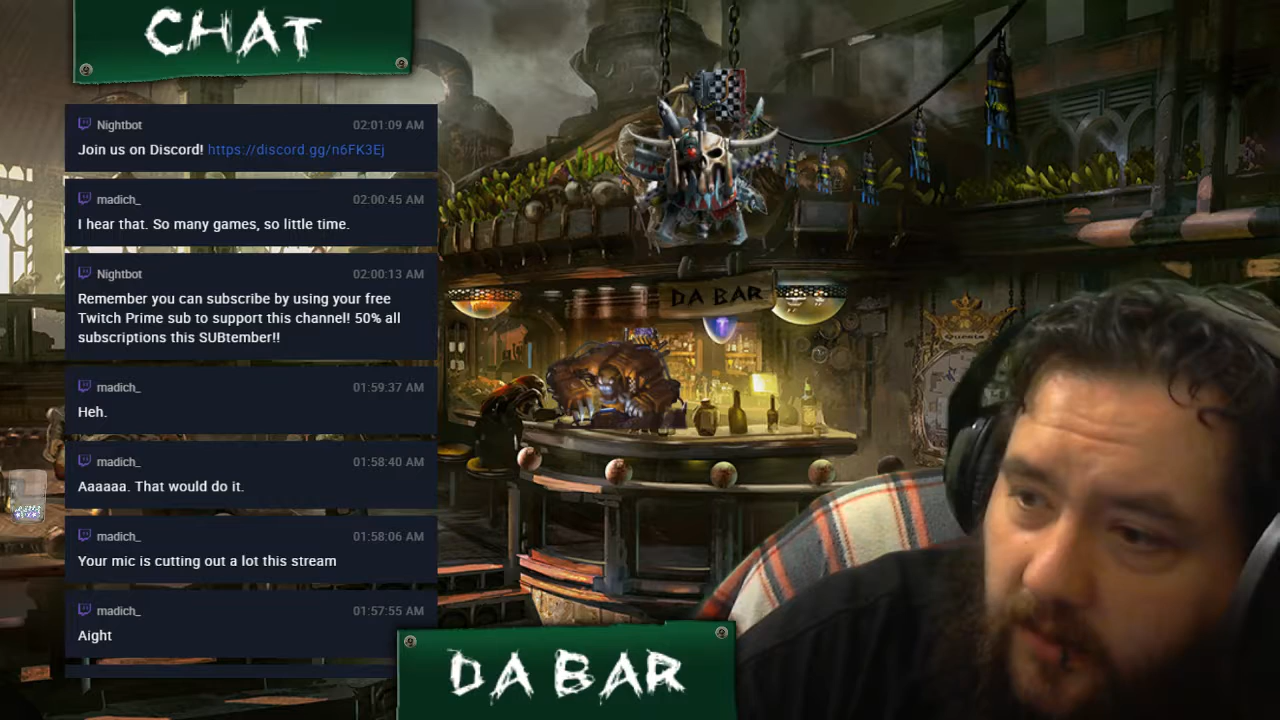 CHAT
Nightbot 02:01:09 AM
Join us on Discord! https://discord.gg/n6FK3Ej
madich_ 02:00:45 AM
I hear that. So many games, so little time.
Nightbot 02:00:13 AM
Remember you can subscribe by using your free
Twitch Prime sub to support this channel! 50% all
subscriptions this SUBtember!!
madich_ 01:59:37 AM
Heh.
madich_ 01:58:40 AM
Aaaaaa. That would do it.
madich_ 01:58:06 AM
Your mic is cutting out a lot this stream
madich_ 01:57:55 AM
Aight
DA BAR
Quests
DA BAR